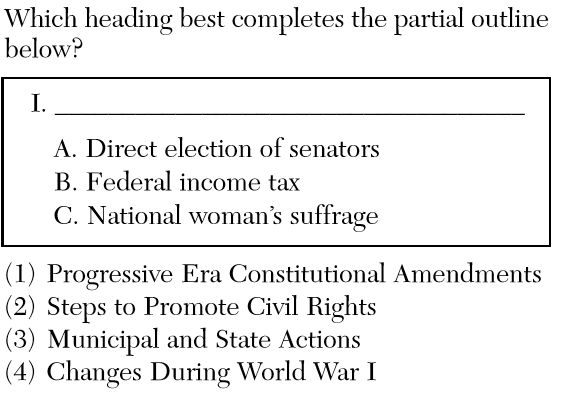 Which heading best completes the partial outline
below?
I.
A. Direct election of senators
B. Federal income tax
C. National woman’s suffrage
(1) Progressive Era Constitutional Amendments
(2) Steps to Promote Civil Rights
(3) Municipal and State Actions
(4) Changes During World War I